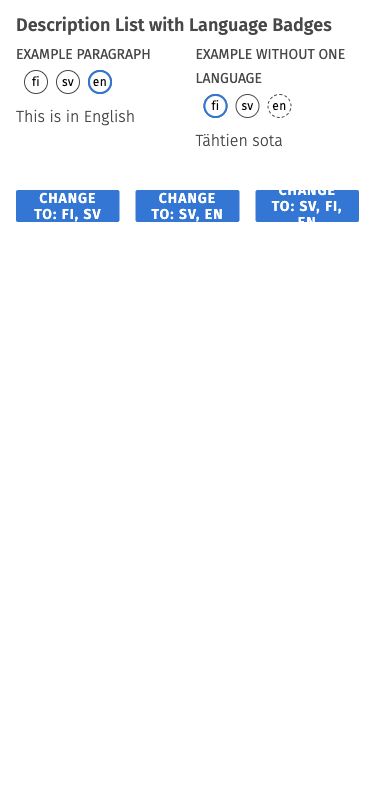 Description List with Language Badges
EXAMPLE PARAGRAPH
fi sv en
This is in English
EXAMPLE WITHOUT ONE
LANGUAGE
fi sv en
Tähtien sota
CHANGE
TO: FI, SV
CHANGE
TO: SV, EN
CHANGE
TO: SV, FI,
EN